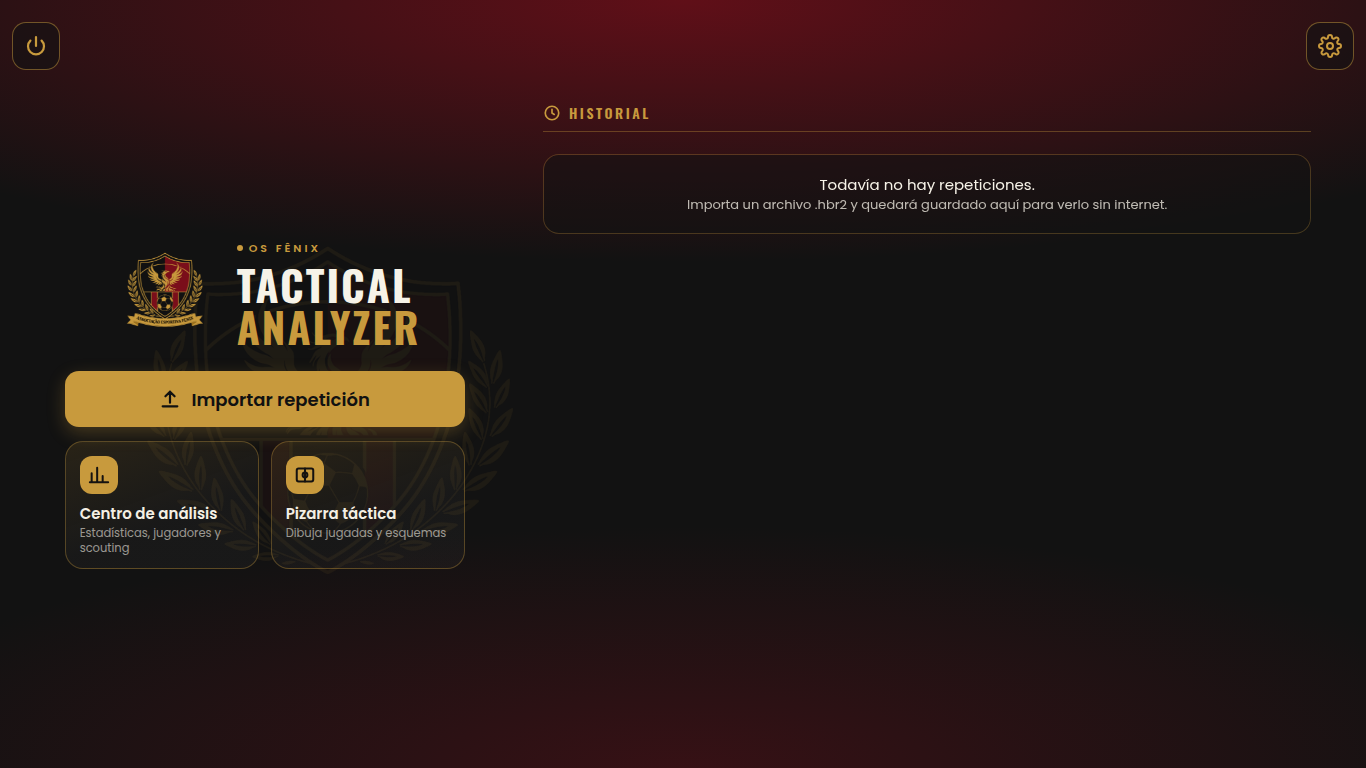 HISTORIAL
Todavía no hay repeticiones.
Importa un archivo .hbr2 y quedará guardado aquí para verlo sin internet.
OS FÊNIX
TACTICAL
ANALYZER
Importar repetición
Centro de análisis
Estadísticas, jugadores y
scouting
Pizarra táctica
Dibuja jugadas y esquemas